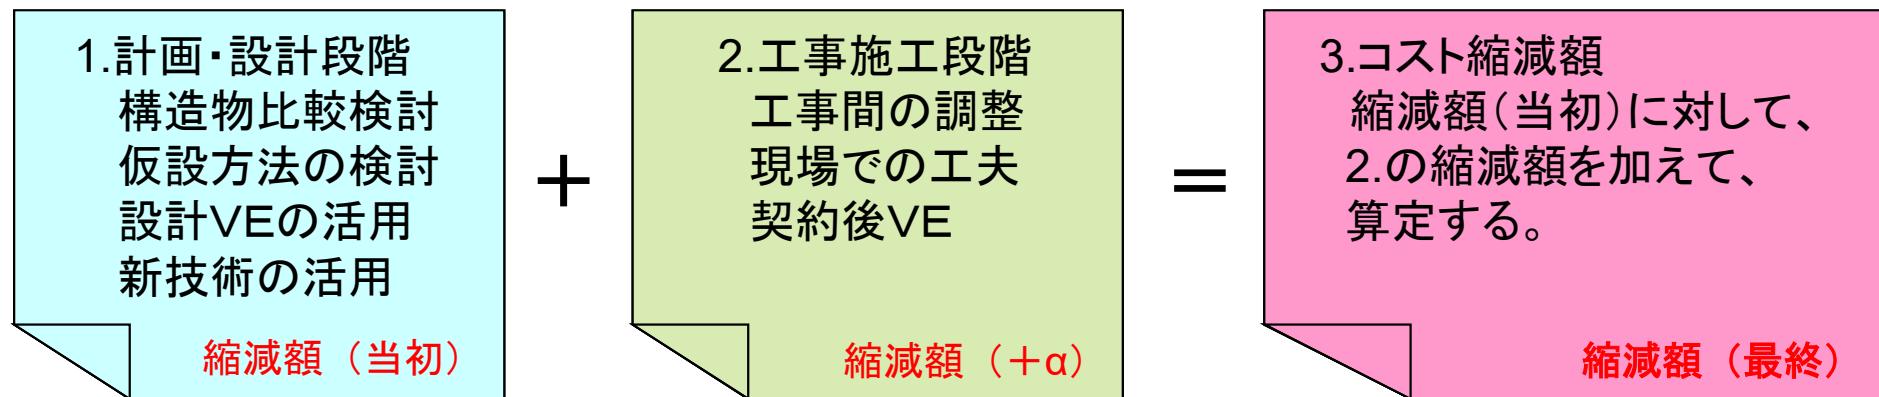 1.計画・設計段階
構造物比較検討
仮設方法の検討
設計VEの活用
新技術の活用
縮減額（当初）
＋
2.工事施工段階
工事間の調整
現場での工夫
契約後VE
縮減額（＋α）
＝
3.コスト縮減額
縮減額（当初）に対して、
2.の縮減額を加えて、
算定する。
縮減額（最終）